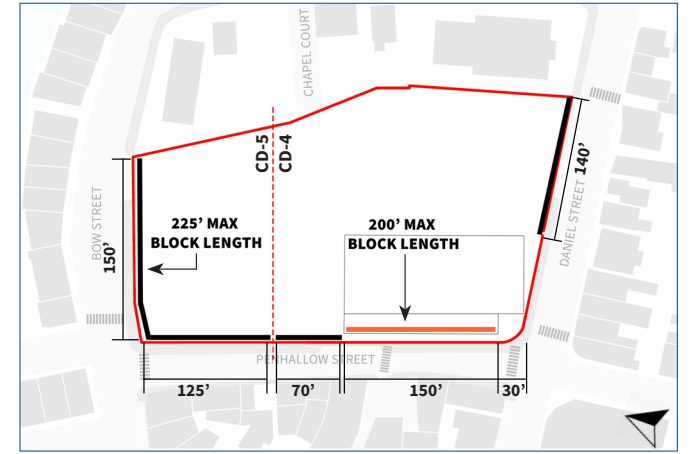 CHAPEL COURT
CD-5
CD-4
140’
DANIEL STREET
BOW STREET
150’
225’ MAX
BLOCK LENGTH
200’ MAX
BLOCK LENGTH
PENHALLOW STREET
125’
70’
150’
30’